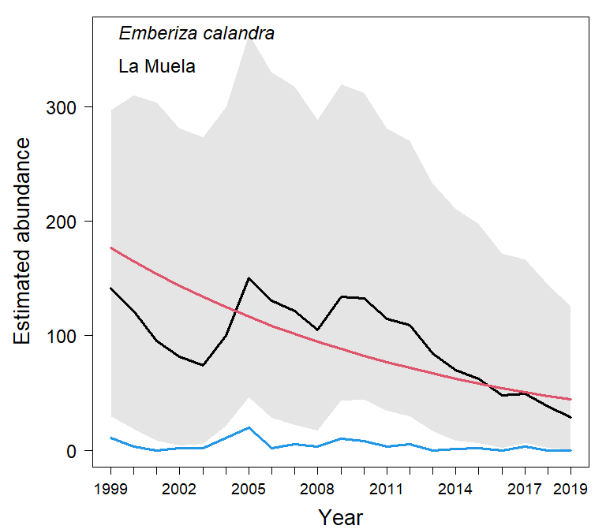 Emberiza calandra
La Muela
Estimated abundance
300
200
100
0
1999 2002 2005 2008 2011 2014 2017 2019
Year